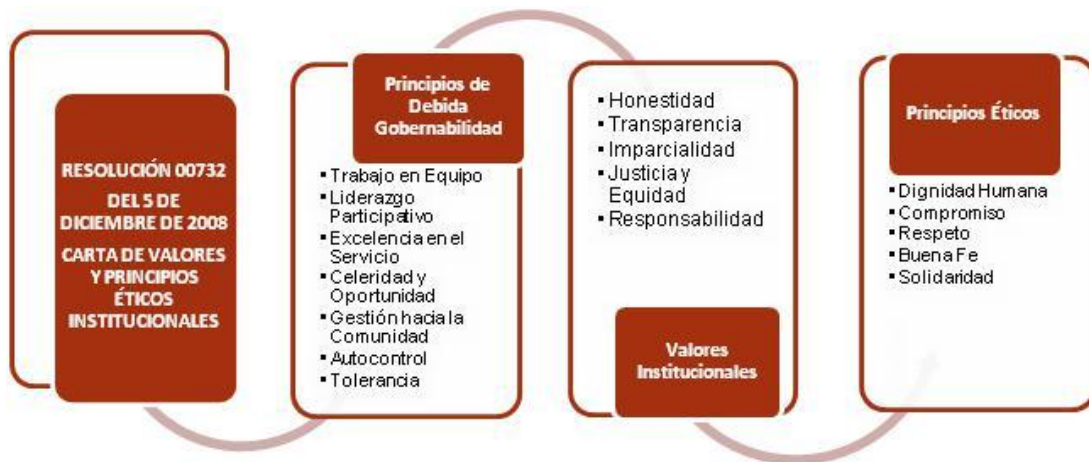 RESOLUCIÓN 00732
DEL 5 DE
DICIEMBRE DE 2008
CARTA DE VALORES
Y PRINCIPIOS
ÉTICOS
INSTITUCIONALES
Principios de
Debida
Gobernabilidad
▪ Trabajo en Equipo
▪ Liderazgo
Participativo
▪ Excelencia en el
Servicio
▪ Celeridad y
Oportunidad
▪ Gestión hacia la
Comunidad
▪ Autocontrol
▪ Tolerancia
▪ Honestidad
▪ Transparencia
▪ Imparcialidad
▪ Justicia y
Equidad
▪ Responsabilidad
Valores
Institucionales
Principios Éticos
▪ Dignidad Humana
▪ Compromiso
▪ Respeto
▪ Buena Fe
▪ Solidaridad